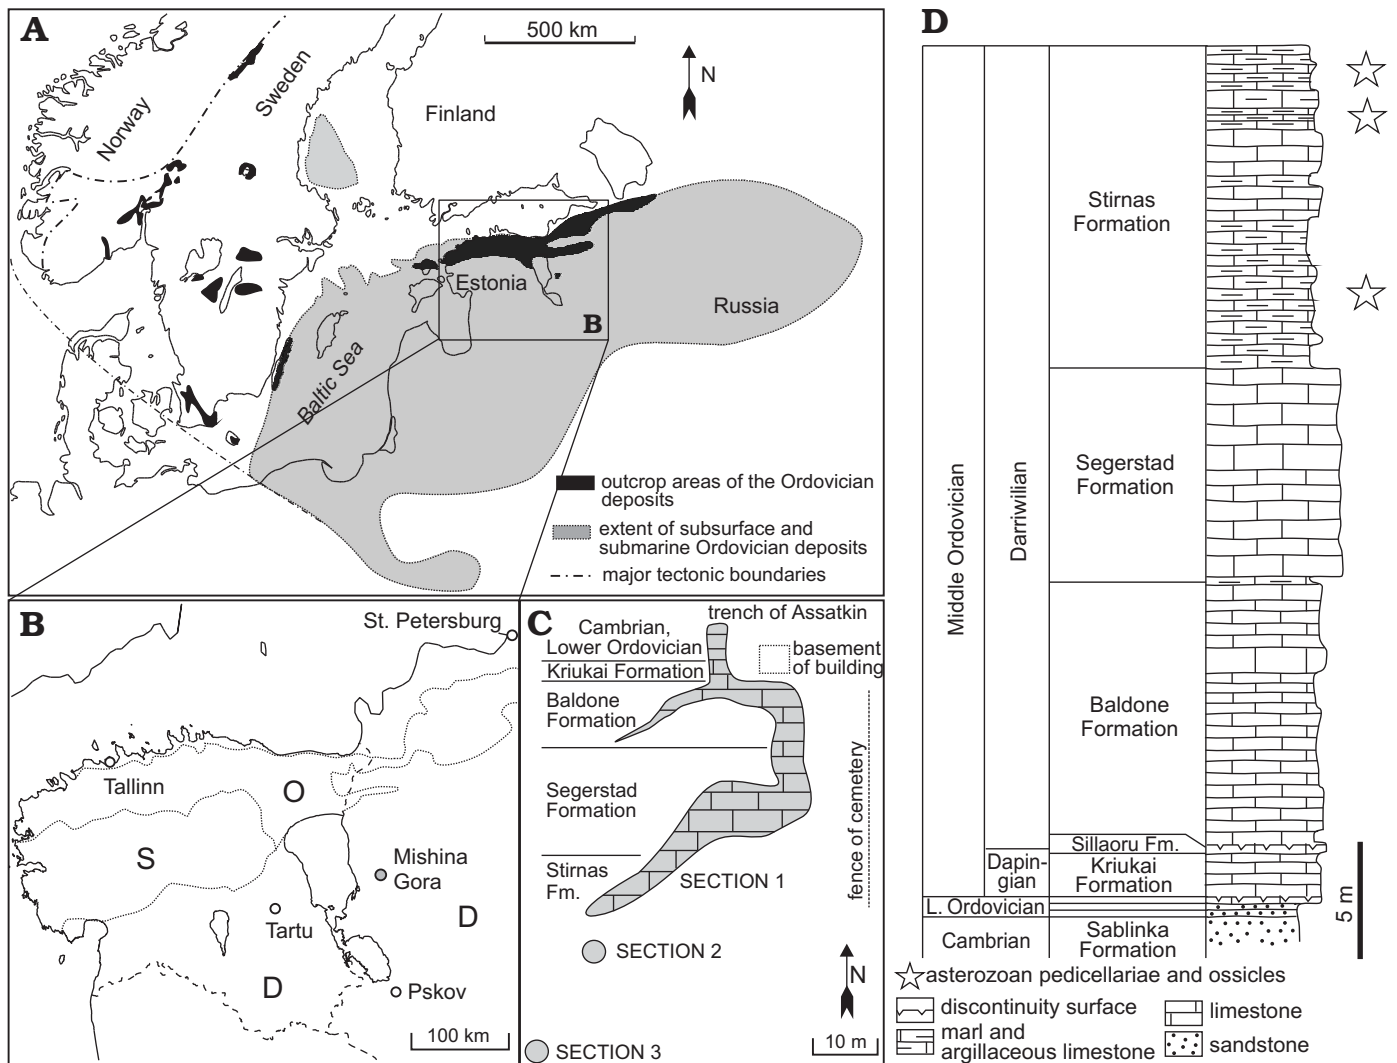 A
500 km
N
Norway
Sweden
Finland
Estonia
Russia
B
Baltic Sea
outcrop areas of the Ordovician
deposits
extent of subsurface and
submarine Ordovician deposits
major tectonic boundaries
B
St. Petersburg
Tallinn
O
S
Mishina
Gora
D
Tartu
D
Pskov
100 km
C
trench of Assatkin
Cambrian,
Lower Ordovician
Kriukai Formation
Baldone
Formation
basement
of building
Segerstad
Formation
fence of cemetery
Stirnas
Fm.
SECTION 1
SECTION 2
N
SECTION 3
10 m
D
Middle Ordovician
Darriwilian
Stirnas
Formation
Segerstad
Formation
Baldone
Formation
Sillaoru Fm.
Dapin-
gian
Kriukai
Formation
L. Ordovician
Cambrian
Sablinka
Formation
5 m
asterozoan pedicellariae and ossicles
discontinuity surface
limestone
marl and
argillaceous limestone
sandstone